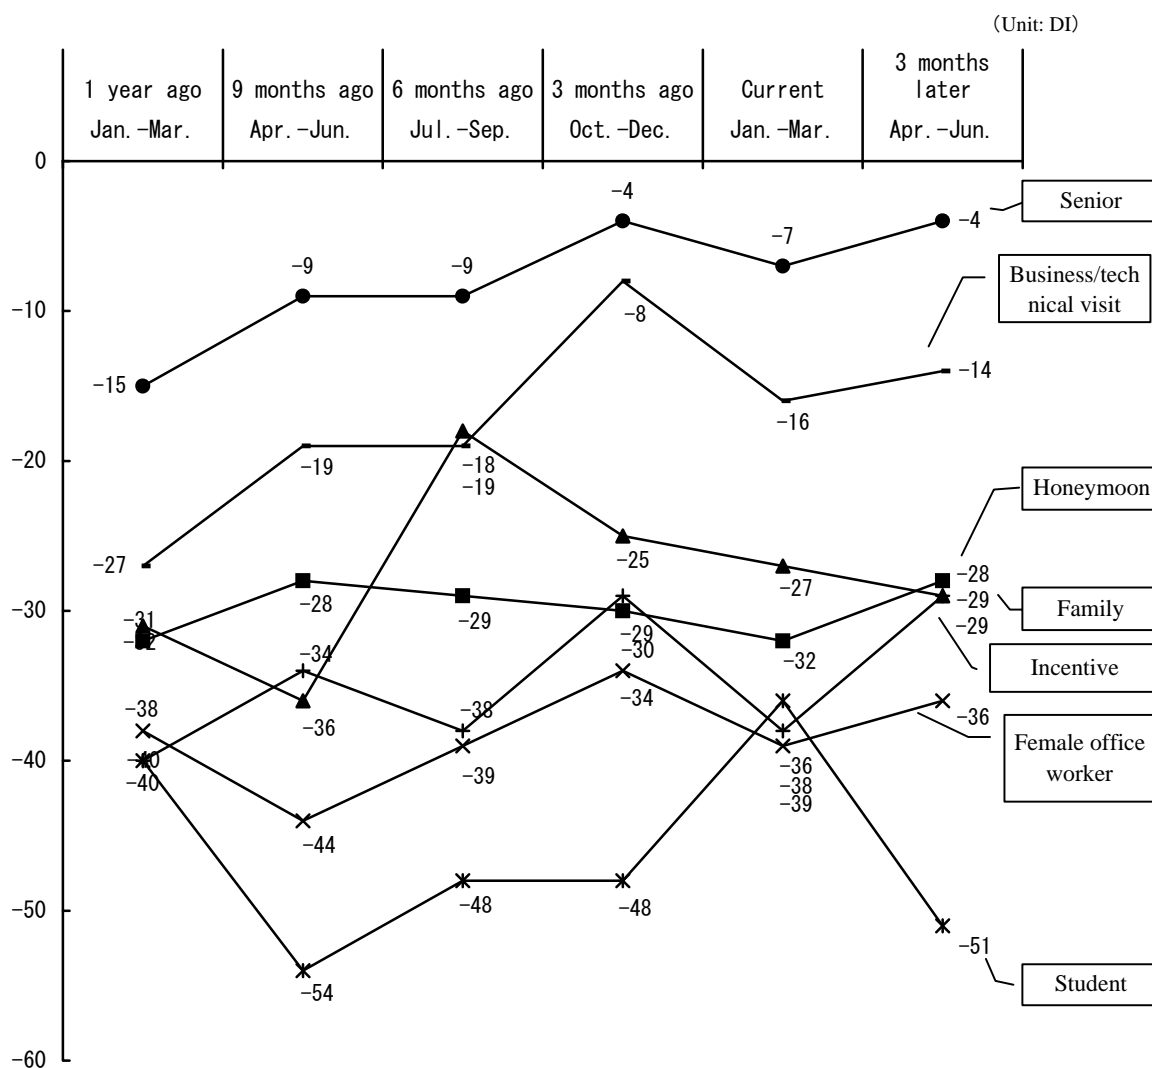 (Unit: DI)
1 year ago
Jan.-Mar.
9 months ago
Apr.-Jun.
6 months ago
Jul.-Sep.
3 months ago
Oct.-Dec.
Current
Jan.-Mar.
3 months
later
Apr.-Jun.
0
-10
-20
-30
-40
-50
-60
-15
-9
-9
-4
-7
-4
-27
-19
-19
-8
-16
-14
-31
-36
-18
-25
-27
-29
-32
-28
-29
-30
-32
-28
-40
-34
-38
-29
-38
-29
-38
-44
-39
-34
-39
-36
-40
-54
-48
-48
-36
-51
Senior
Business/tech
nical visit
Honeymoon
Family
Incentive
Female office
worker
Student